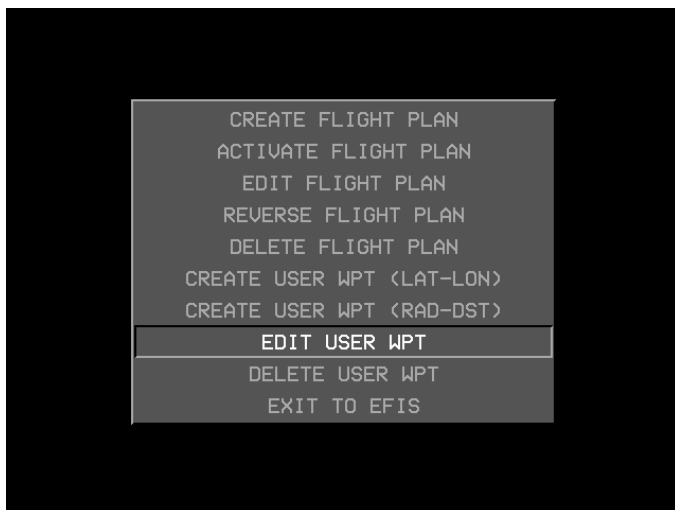 CREATE FLIGHT PLAN
ACTIVATE FLIGHT PLAN
EDIT FLIGHT PLAN
REVERSE FLIGHT PLAN
DELETE FLIGHT PLAN
CREATE USER WPT (LAT-LON)
CREATE USER WPT (RAD-DST)
EDIT USER WPT
DELETE USER WPT
EXIT TO EFIS